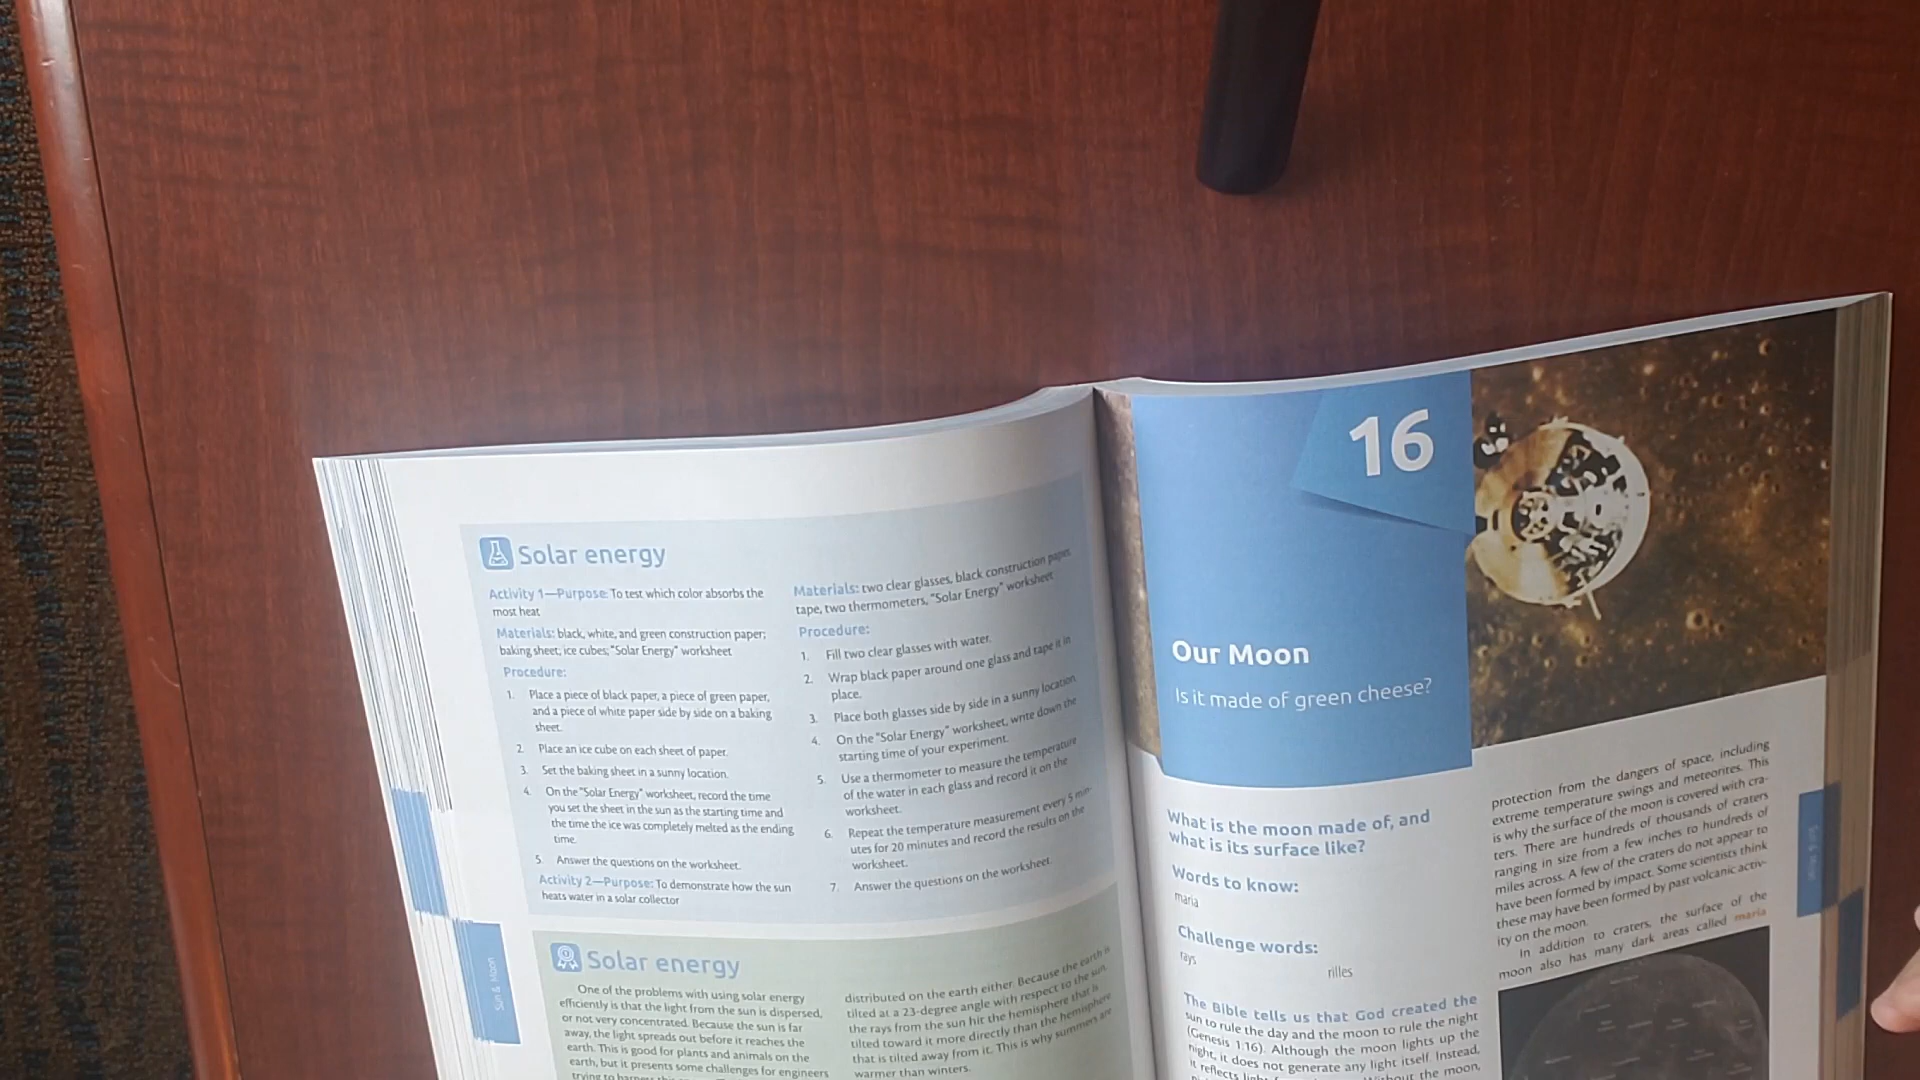 Solar energy
Activity 1—Purpose: To test which color absorbs the
most heat
Materials: black, white, and green construction paper;
baking sheet; ice cubes; "Solar Energy" worksheet
Procedure:
1. Place a piece of black paper, a piece of green paper,
and a piece of white paper side by side on a baking
sheet.
2. Place an ice cube on each sheet of paper.
3. Set the baking sheet in a sunny location.
4. On the "Solar Energy" worksheet, record the time
you set the sheet in the sun as the starting time and
the time the ice was completely melted as the ending
time.
5. Answer the questions on the worksheet.
Activity 2—Purpose: To demonstrate how the sun
heats water in a solar collector
Materials: two clear glasses, black construction paper,
tape, two thermometers, "Solar Energy" worksheet
Procedure:
1. Fill two clear glasses with water.
2. Wrap black paper around one glass and tape it in
place.
3. Place both glasses side by side in a sunny location.
4. On the "Solar Energy" worksheet, write down the
starting time of your experiment.
5. Use a thermometer to measure the temperature
of the water in each glass and record it on the
worksheet.
6. Repeat the temperature measurement every 5 min-
utes for 20 minutes and record the results on the
worksheet.
7. Answer the questions on the worksheet.
Solar energy
One of the problems with using solar energy
efficiently is that the light from the sun is dispersed,
or not very concentrated. Because the sun is far
away, the light spreads out before it reaches the
earth. This is good for plants and animals on the
earth, but it presents some challenges for engineers
trying to
distributed on the earth either. Because the earth is
tilted at a 23-degree angle with respect to the sun,
the rays from the sun hit the hemisphere that is
tilted toward it more directly than the hemisphere
that is tilted away from it. This is why summers are
warmer than winters.
Sun & Moon
16
Our Moon
Is it made of green cheese?
What is the moon made of, and
what is its surface like?
Words to know:
maria
Challenge words:
rays
rilles
The Bible tells us that God created the
sun to rule the day and the moon to rule the night
(Genesis 1:16). Although the moon lights up the
night, it does not generate any light itself. Instead,
it reflects light
Without the moon,
protection from the dangers of space, including
extreme temperature swings and meteorites. This
is why the surface of the moon is covered with cra-
ters. There are hundreds of thousands of craters
ranging in size from a few inches to hundreds of
miles across. A few of the craters do not appear to
have been formed by impact. Some scientists think
these may have been formed by past volcanic activ-
ity on the moon.
In addition to craters, the surface of the
moon also has many dark areas called maria